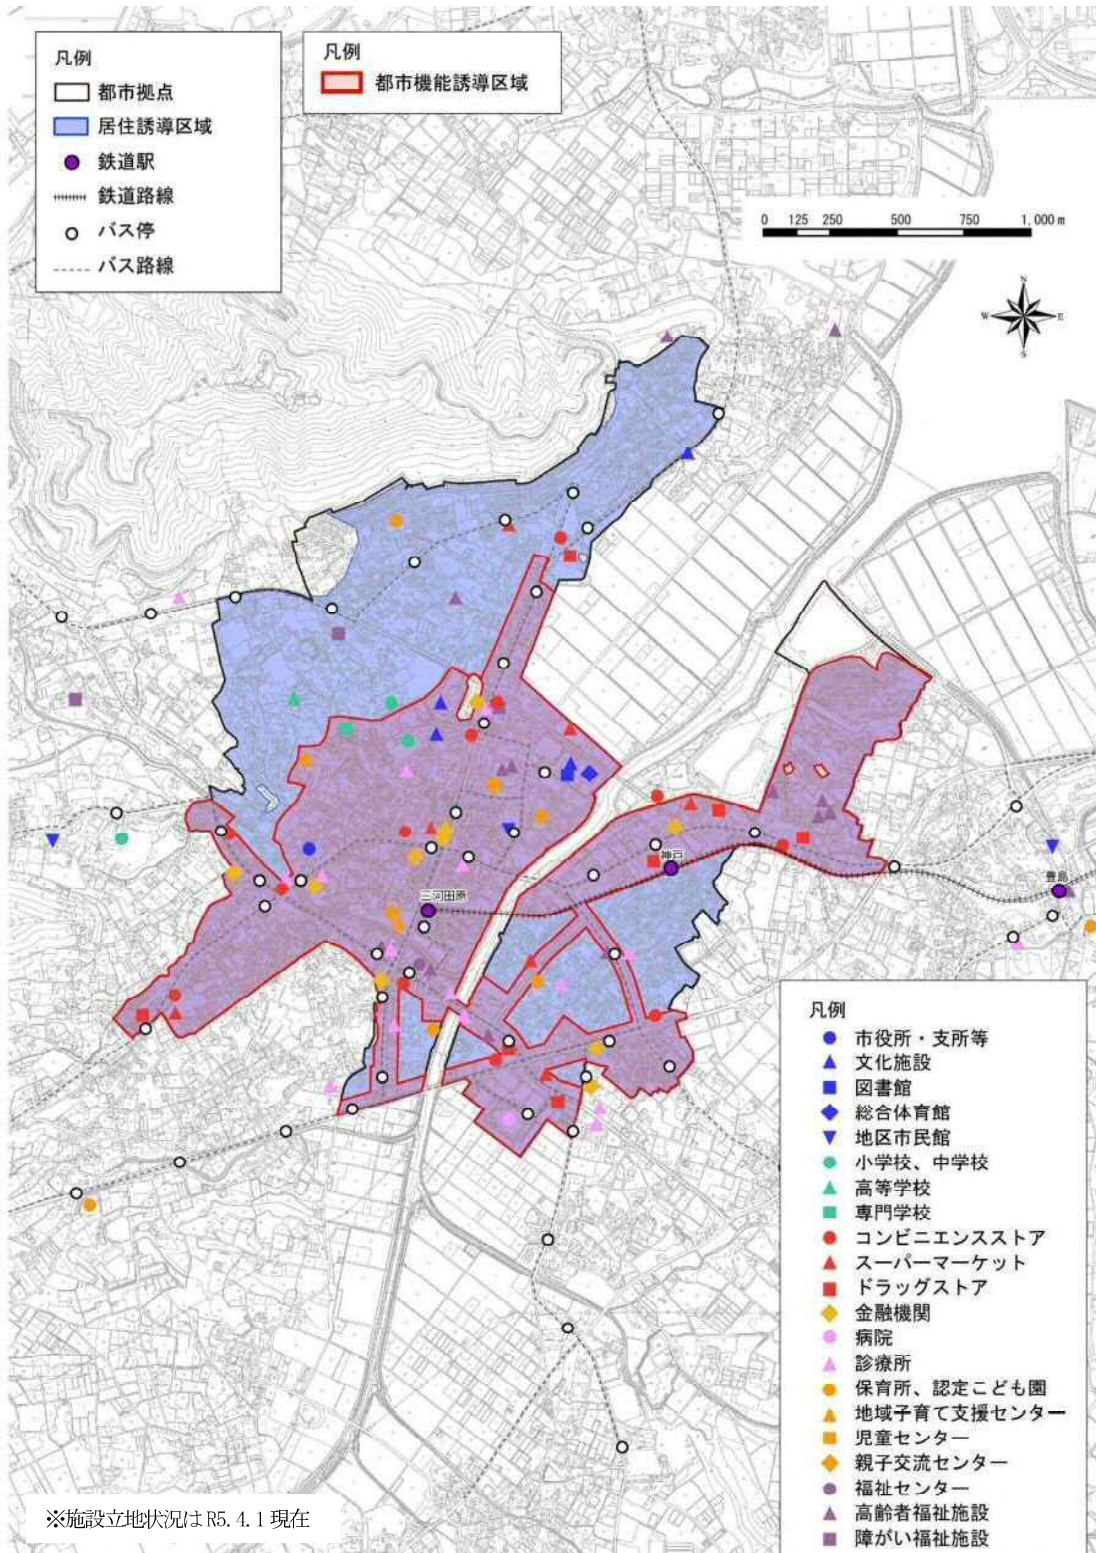 凡例
都市拠点
居住誘導区域
鉄道駅
鉄道路線
バス停
バス路線
凡例
都市機能誘導区域
0 125 250 500 750 1,000 m
N
W E
S
神戸
三河田原
豊島
凡例
市役所・支所等
文化施設
図書館
総合体育館
地区市民館
小学校、中学校
高等学校
専門学校
コンビニエンスストア
スーパーマーケット
ドラッグストア
金融機関
病院
診療所
保育所、認定こども園
地域子育て支援センター
児童センター
親子交流センター
福祉センター
高齢者福祉施設
障がい福祉施設
※施設立地状況は R5.4.1 現在